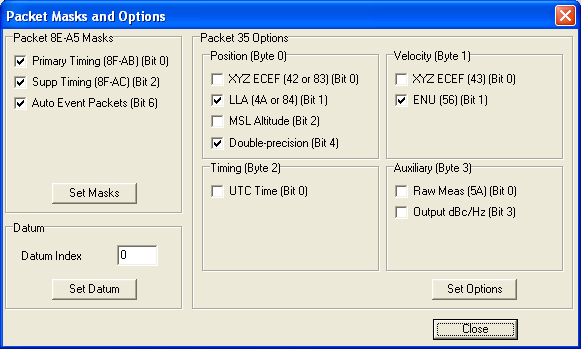 Packet Masks and Options
Packet 8E-A5 Masks
Primary Timing (8F-AB) (Bit 0)
Supp Timing (8F-AC) (Bit 2)
Auto Event Packets (Bit 6)
Set Masks
Datum
Datum Index 0
Set Datum
Packet 35 Options
Position (Byte 0)
XYZ ECEF (42 or 83) (Bit 0)
LLA (4A or 84) (Bit 1)
MSL Altitude (Bit 2)
Double-precision (Bit 4)
Velocity (Byte 1)
XYZ ECEF (43) (Bit 0)
ENU (56) (Bit 1)
Timing (Byte 2)
UTC Time (Bit 0)
Auxiliary (Byte 3)
Raw Meas (5A) (Bit 0)
Output dBc/Hz (Bit 3)
Set Options
Close